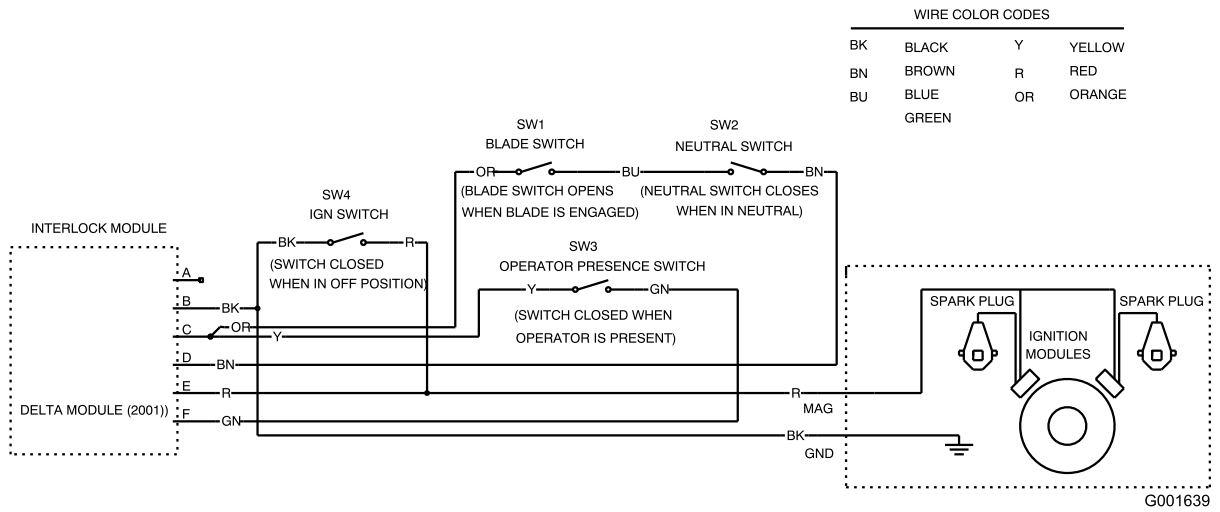 WIRE COLOR CODES
BK BLACK Y YELLOW
BN BROWN R RED
BU BLUE OR ORANGE
GREEN
SW1
BLADE SWITCH
SW2
NEUTRAL SWITCH
OR BU BN
(BLADE SWITCH OPENS
WHEN BLADE IS ENGAGED)
(NEUTRAL SWITCH CLOSES
WHEN IN NEUTRAL)
SW4
IGN SWITCH
BK R
(SWITCH CLOSED
WHEN IN OFF POSITION)
SW3
OPERATOR PRESENCE SWITCH
Y GN
(SWITCH CLOSED WHEN
OPERATOR IS PRESENT)
INTERLOCK MODULE
A
B BK
C OR Y
D BN
E R
F GN
DELTA MODULE (2001))
R
MAG
BK
GND
SPARK PLUG
SPARK PLUG
IGNITION
MODULES
G001639